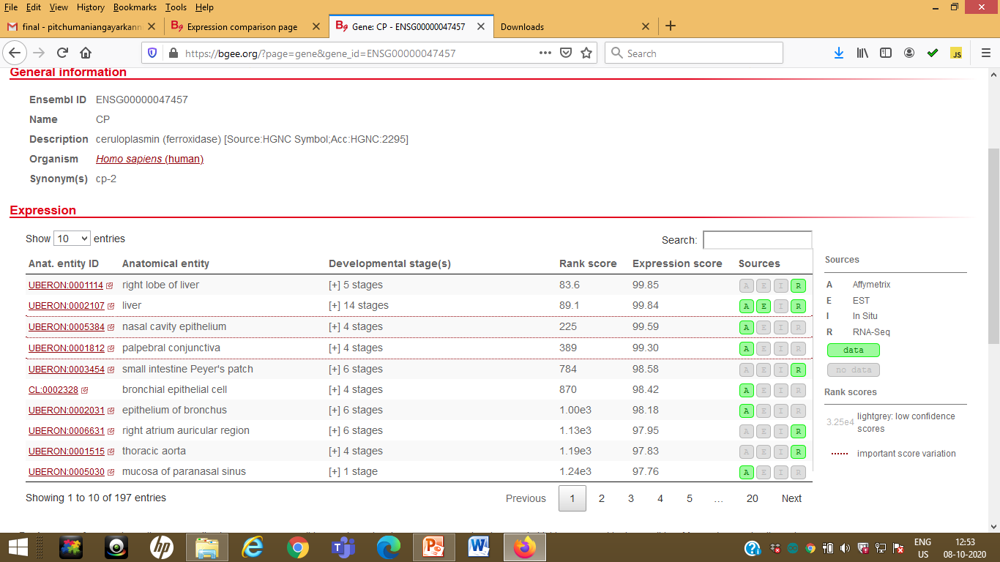 File Edit View History Bookmarks Tools Help
final - pitchumaniangayarkann
Expression comparison page
Gene: CP - ENSG00000047457
Downloads
https://bgee.org/?page=gene&gene_id=ENSG00000047457
Search
General information
Ensembl ID ENSG00000047457
Name CP
Description ceruloplasmin (ferroxidase) [Source:HGNC Symbol;Acc:HGNC:2295]
Organism Homo sapiens (human)
Synonym(s) cp-2
Expression
Show 10 entries
Search:
Anat. entity ID Anatomical entity Developmental stage(s) Rank score Expression score Sources
UBERON:0001114 right lobe of liver [+] 5 stages 83.6 99.85 A E I R
UBERON:0002107 liver [+] 14 stages 89.1 99.84 A E I R
UBERON:0005384 nasal cavity epithelium [+] 4 stages 225 99.59 A E I R
UBERON:0001812 palpebral conjunctiva [+] 4 stages 389 99.30 A E I R
UBERON:0003454 small intestine Peyer's patch [+] 6 stages 784 98.58 A E I R
CL:0002328 bronchial epithelial cell [+] 4 stages 870 98.42 A E I R
UBERON:0002031 epithelium of bronchus [+] 6 stages 1.00e3 98.18 A E I R
UBERON:0006631 right atrium auricular region [+] 6 stages 1.13e3 97.95 A E I R
UBERON:0001515 thoracic aorta [+] 4 stages 1.19e3 97.83 A E I R
UBERON:0005030 mucosa of paranasal sinus [+] 1 stage 1.24e3 97.76 A E I R
Showing 1 to 10 of 197 entries
Previous 1 2 3 4 5 … 20 Next
Sources
A Affymetrix
E EST
I In Situ
R RNA-Seq
data
no data
Rank scores
3.25e4 lightgrey: low confidence
scores
important score variation
ENG
US
12:53
08-10-2020